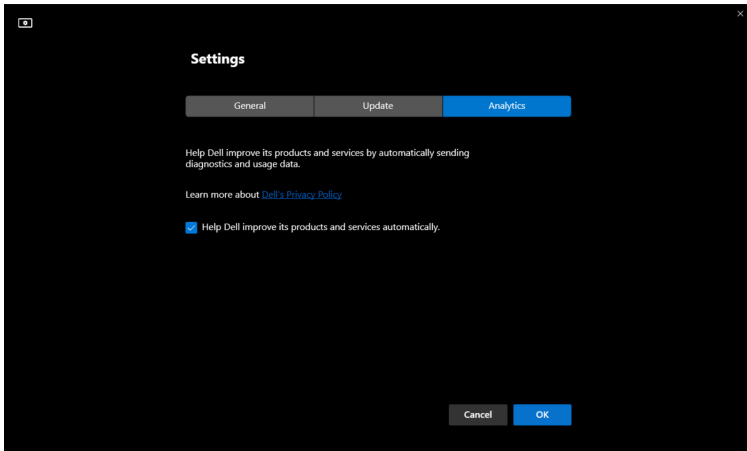 Settings
General Update Analytics
Help Dell improve its products and services by automatically sending
diagnostics and usage data.
Learn more about Dell's Privacy Policy
Help Dell improve its products and services automatically.
Cancel OK